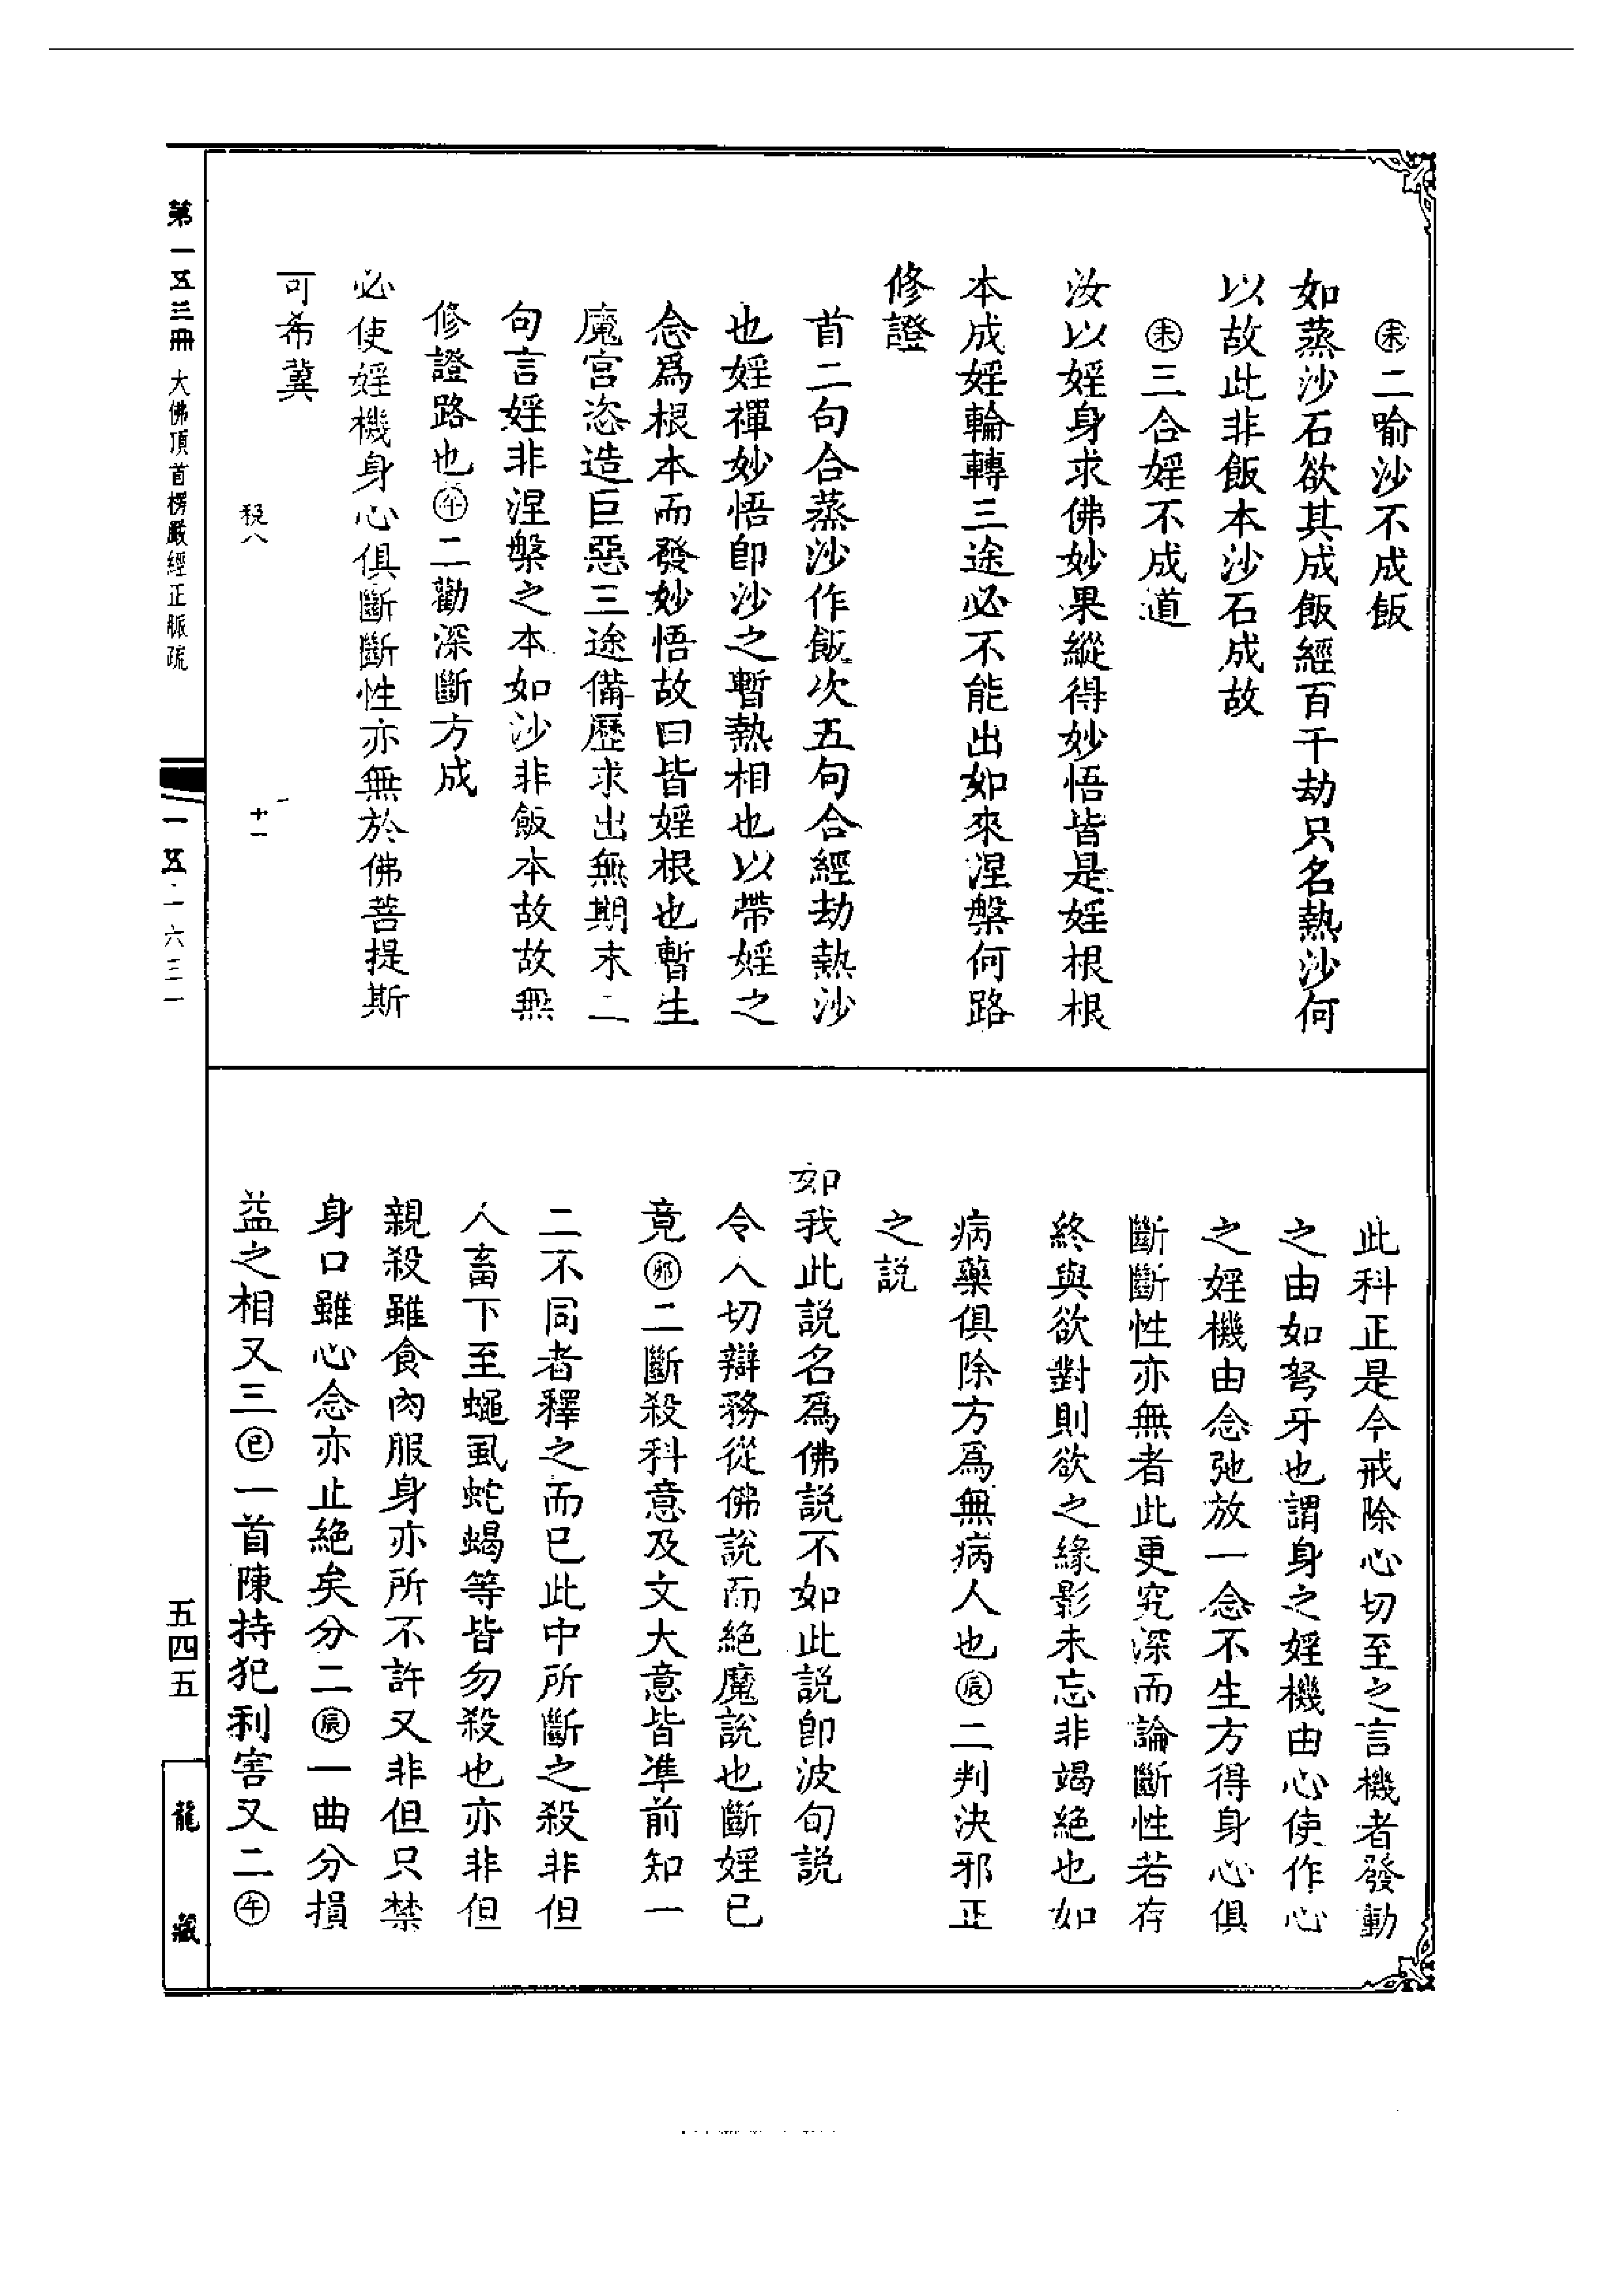 ㊍二喻沙不成飯
如蒸沙石欲其成飯經百千劫只名熱沙何
以故此非飯本沙石成故
三合婬不成道
汝以婬身求佛妙果縱得妙悟皆是婬根根
本成婬輪轉三途必不能出如來涅槃何路
修證
首二句合蒸沙作飯次五句合經劫熱沙
也婬禪妙悟卽沙之暫熱相也以帶婬之
念爲根本而發妙悟故曰皆婬根也暫生
魔宮恣造巨惡三途備歷求出無期末二
句言婬非涅槃之本如沙非飯本故故無
修證路也㊌二勸深斷方成
必使婬機身心俱斷斷性亦無於佛菩提斯
可希冀
此科正是今戒除心切至之言機者發動
之由如弩牙也謂身之婬機由心使作心
之婬機由念弛放一念不生方得身心俱
斷斷性亦無者此更究深而論斷性若存
終與欲對則欲之緣影未忘非竭絕也如
病藥俱除方爲無病人也二判決邪正
之説
如我此説名爲佛説不如此説卽波旬説
令人切辯務從佛說而絕魔說也斷婬已
竟二斷殺科意及文大意皆準前知一
二不同者釋之而已此中所斷之殺非但
人畜下至蠅虱蛇蝎等皆勿殺也亦非但
親殺雖食肉服身亦所不許又非但只禁
身口雖心念亦止絕矣分二一曲分損
益之相又三一首陳持犯利害又二
第一五三冊 大佛頂首楞嚴經正脈疏
一五一六三一
五四五
龍藏